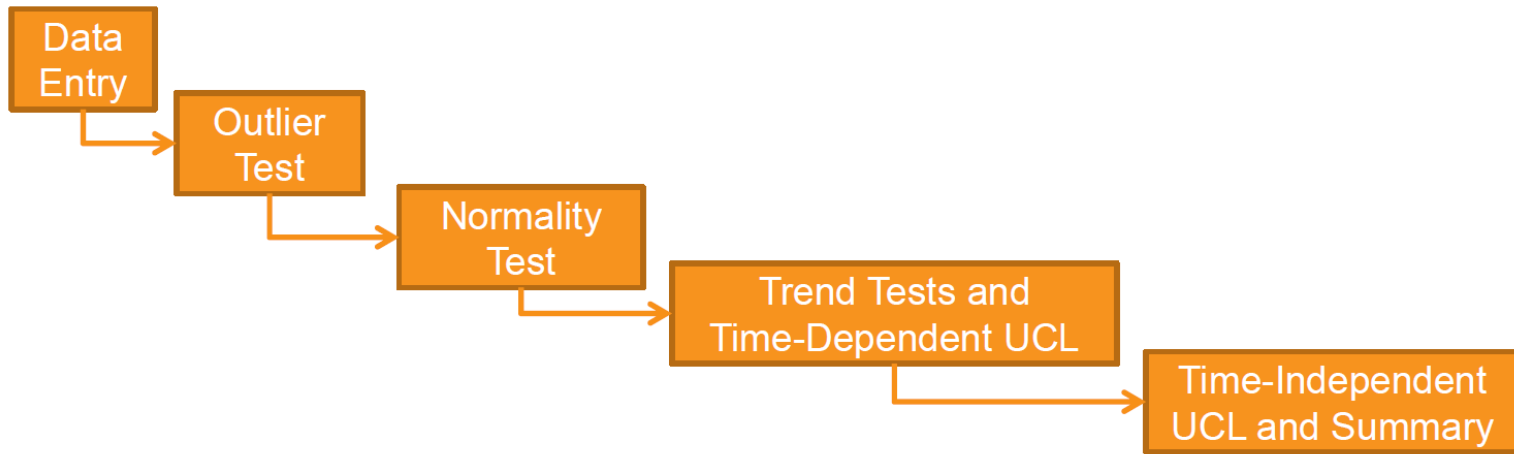 Data
Entry
Outlier
Test
Normality
Test
Trend Tests and
Time-Dependent UCL
Time-Independent
UCL and Summary